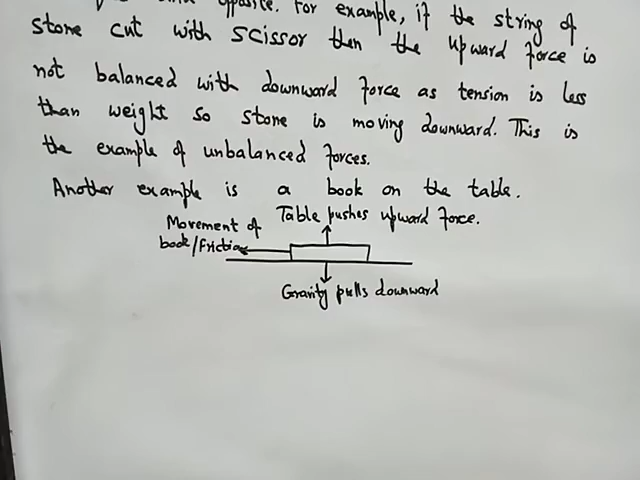 opposite. For example, if the string of
stone cut with scissor then the upward force is
not balanced with downward force as tension is less
than weight so stone is moving downward. This is
the example of unbalanced forces.
Another example is a book on the table.
Movement of
book/Friction
Table pushes upward force.
Gravity pulls downward